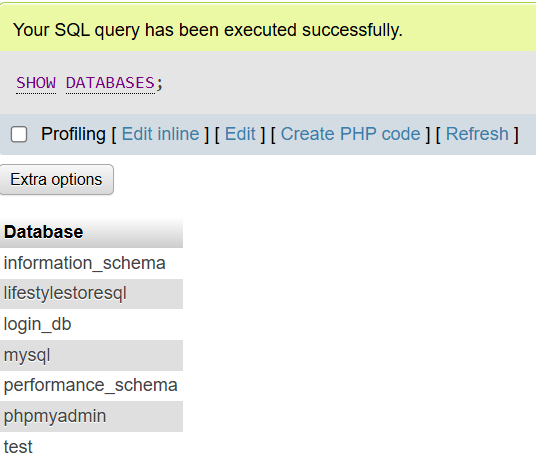 Your SQL query has been executed successfully.
SHOW DATABASES;
Profiling [ Edit inline ] [ Edit ] [ Create PHP code ] [ Refresh ]
Extra options
Database
information_schema
lifestylestoresql
login_db
mysql
performance_schema
phpmyadmin
test